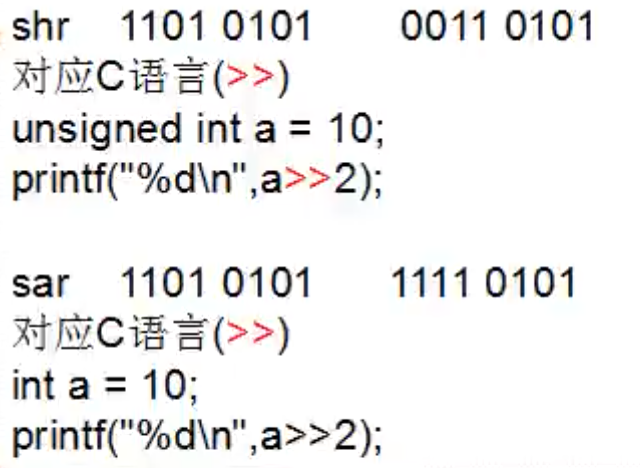 shr 1101 0101 0011 0101
对应C语言(>>)
unsigned int a = 10;
printf("%d\n",a>>2);
sar 1101 0101 1111 0101
对应C语言(>>)
int a = 10;
printf("%d\n",a>>2);